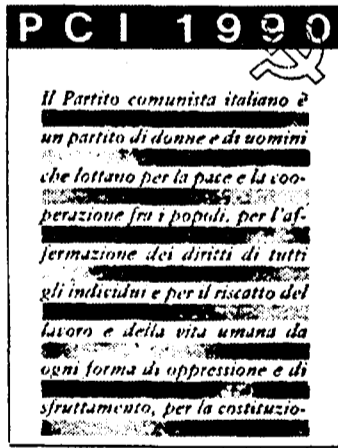 PCI 1990
Il Partito comunista italiano è
un partito di donne e di uomini
che lottano per la pace e la coo-
perazione fra i popoli, per l'af-
fermazione dei diritti di tutti
gli individui e per il riscatto del
lavoro e della vita umana da
ogni forma di oppressione e di
sfruttamento, per la costituzio-